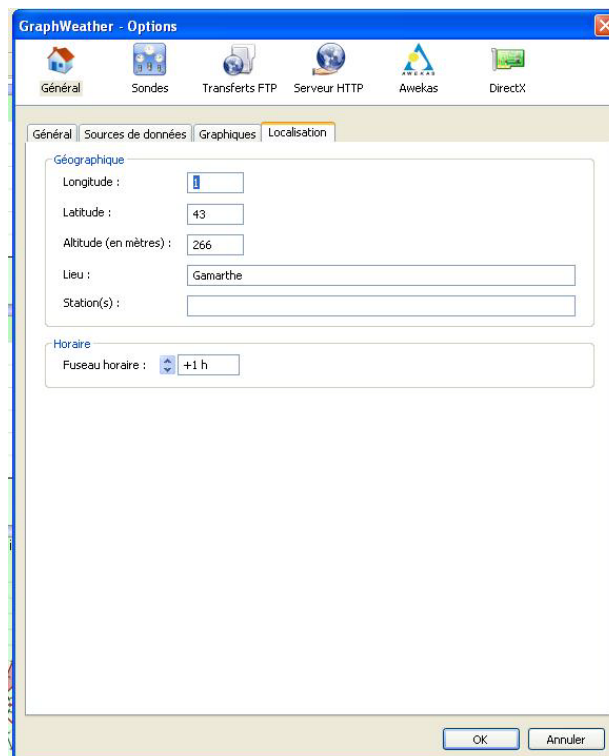 GraphWeather - Options
Général Sondes Transferts FTP Serveur HTTP AWEKAS Awekas DirectX
Général Sources de données Graphiques Localisation
Géographique
Longitude : 1
Latitude : 43
Altitude (en mètres) : 266
Lieu : Gamarthe
Station(s) :
Horaire
Fuseau horaire : +1 h
OK Annuler